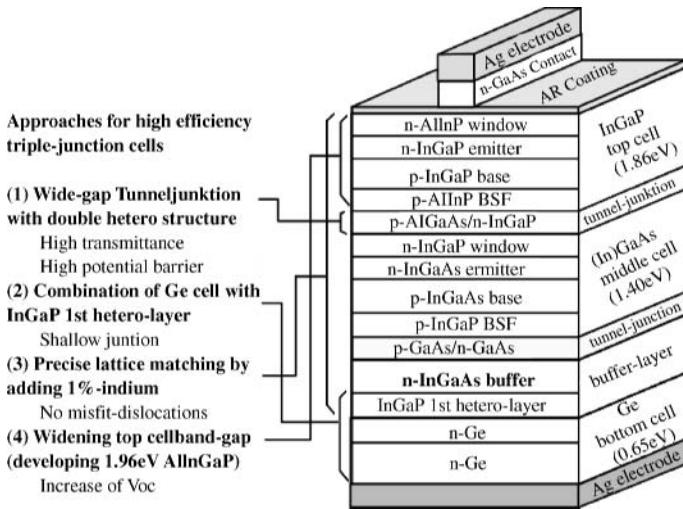 Approaches for high efficiency
triple-junction cells
(1) Wide-gap Tunneljunktion
with double hetero structure
High transmittance
High potential barrier
(2) Combination of Ge cell with
InGaP 1st hetero-layer
Shallow juntion
(3) Precise lattice matching by
adding 1%-indium
No misfit-dislocations
(4) Widening top cellband-gap
(developing 1.96eV AlInGaP)
Increase of Voc
Ag electrode
n-GaAs Contact
AR Coating
n-AlInP window
n-InGaP emitter
p-InGaP base
p-AlInP BSF
p-AlGaAs/n-InGaP
n-InGaP window
n-InGaAs ermitter
p-InGaAs base
p-InGaP BSF
p-GaAs/n-GaAs
n-InGaAs buffer
InGaP 1st hetero-layer
n-Ge
n-Ge
InGaP
top cell
(1.86eV)
tunnel-junktion
(In)GaAs
middle cell
(1.40eV)
tunnel-junction
buffer-layer
Ge
bottom cell
(0.65eV)
Ag electrode